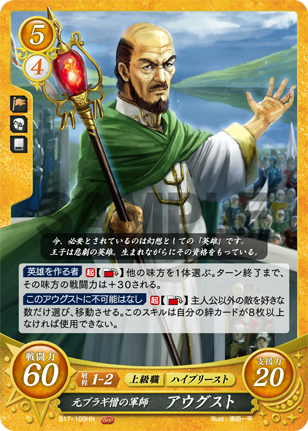 5
4
今、必要とされているのは幻想としての「英雄」です。
王子は悲劇の英雄。生まれながらにその資格をもっている。
英雄を作る者 起【】他の味方を1体選ぶ。ターン終了まで、
その味方の戦闘力は+30される。
このアウグストに不可能はなし 起【】主人公以外の敵を好きな
数だけ選び、移動させる。このスキルは自分の絆カードが8枚以上
なければ使用できない。
戦闘力
60
射程 1-2 上級職 ハイプリースト
元ブラギ僧の軍師 アウグスト
支援力
20
B17-109HN
Illust: